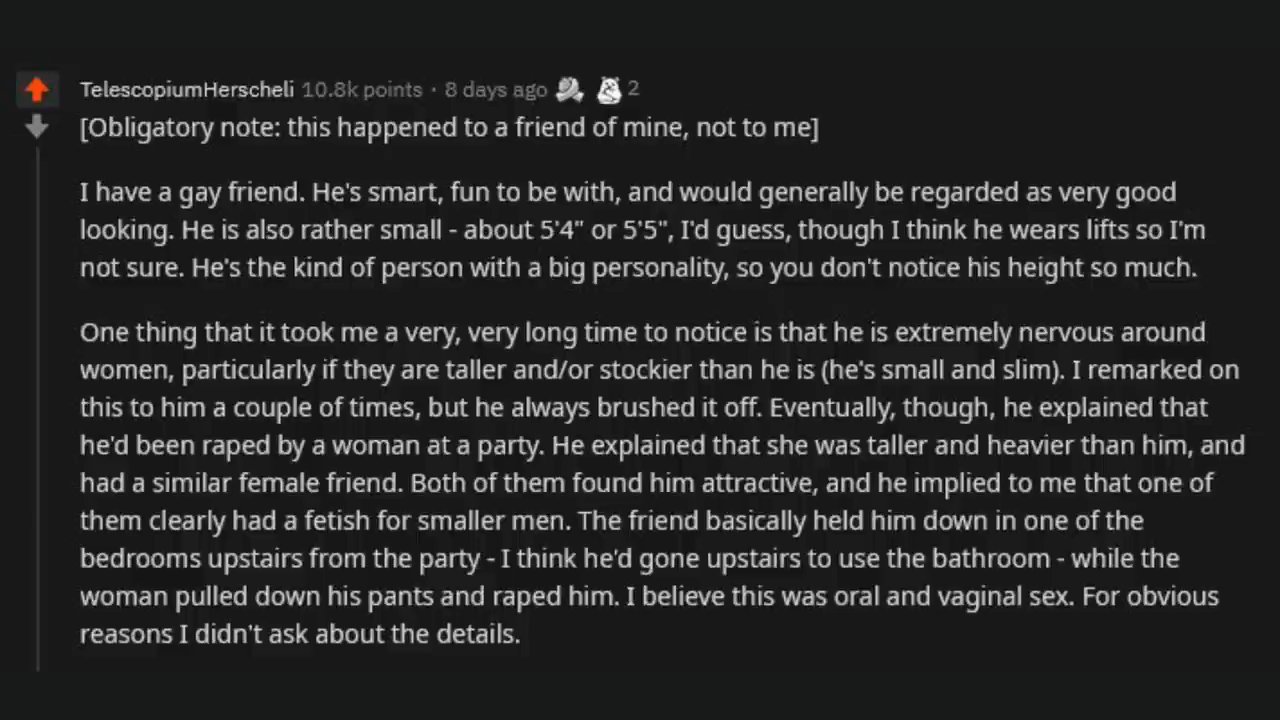 TelescopiumHerscheli 10.8k points · 8 days ago 2
[Obligatory note: this happened to a friend of mine, not to me]
I have a gay friend. He's smart, fun to be with, and would generally be regarded as very good
looking. He is also rather small - about 5'4" or 5'5", I'd guess, though I think he wears lifts so I'm
not sure. He's the kind of person with a big personality, so you don't notice his height so much.
One thing that it took me a very, very long time to notice is that he is extremely nervous around
women, particularly if they are taller and/or stockier than he is (he's small and slim). I remarked on
this to him a couple of times, but he always brushed it off. Eventually, though, he explained that
he'd been raped by a woman at a party. He explained that she was taller and heavier than him, and
had a similar female friend. Both of them found him attractive, and he implied to me that one of
them clearly had a fetish for smaller men. The friend basically held him down in one of the
bedrooms upstairs from the party - I think he'd gone upstairs to use the bathroom - while the
woman pulled down his pants and raped him. I believe this was oral and vaginal sex. For obvious
reasons I didn't ask about the details.